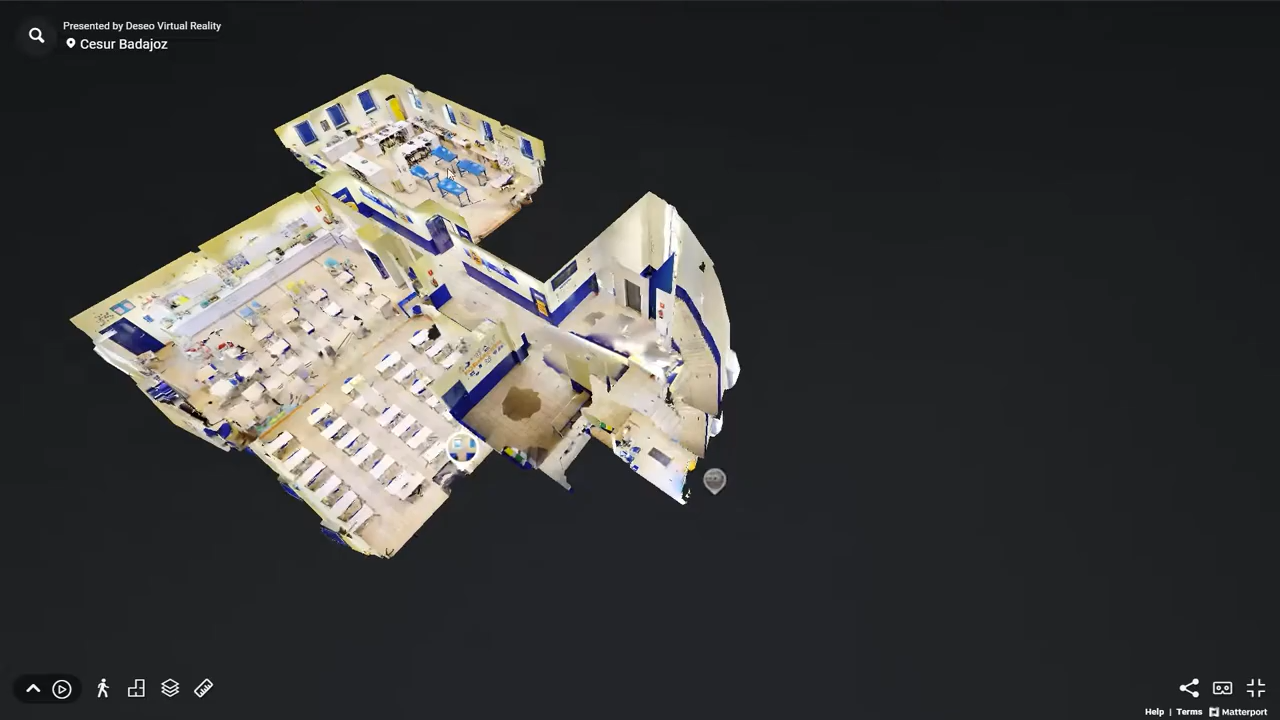 Presented by Deseo Virtual Reality
Cesur Badajoz
Help | Terms Matterport